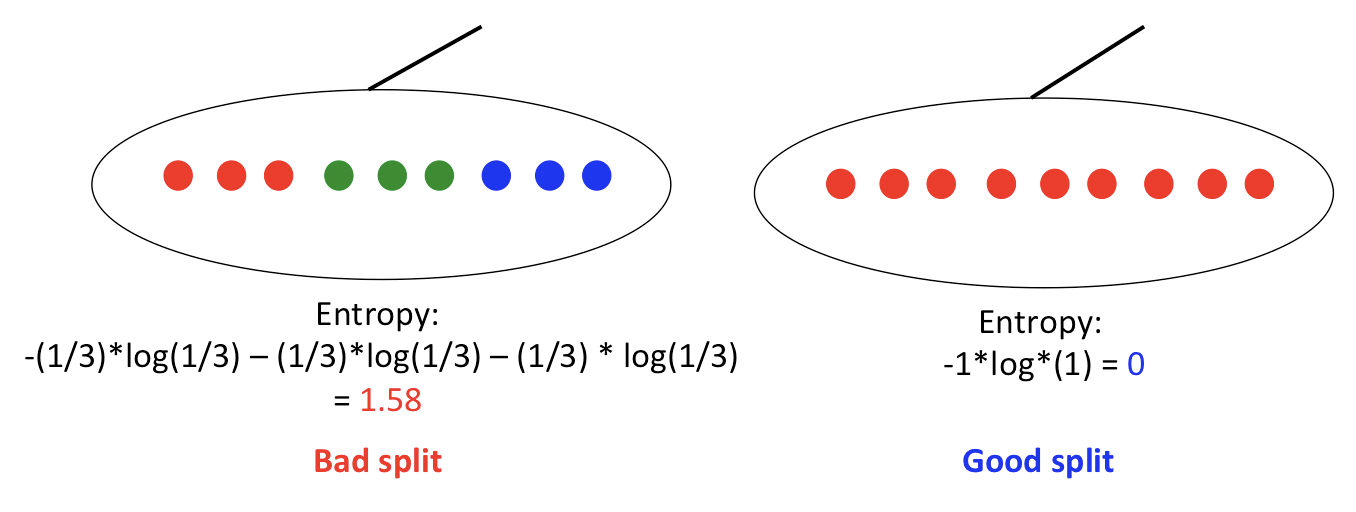 Entropy:
-(1/3)*log(1/3) – (1/3)*log(1/3) – (1/3) * log(1/3)
= 1.58
Bad split
Entropy:
-1*log*(1) = 0
Good split